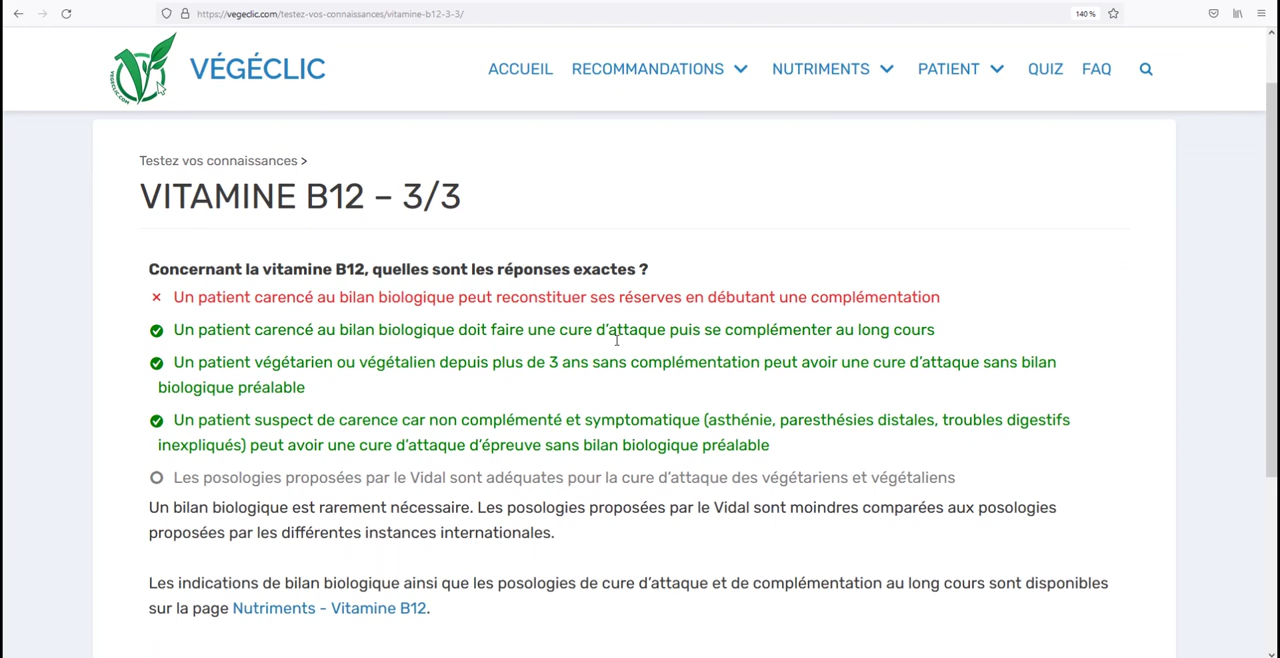 https://vegeclic.com/testez-vos-connaissances/vitamine-b12-3-3/
140 %
VEGECLIC.COM
VÉGÉCLIC
ACCUEIL RECOMMANDATIONS NUTRIMENTS PATIENT QUIZ FAQ
Testez vos connaissances >
VITAMINE B12 – 3/3
Concernant la vitamine B12, quelles sont les réponses exactes ?
Un patient carencé au bilan biologique peut reconstituer ses réserves en débutant une complémentation
Un patient carencé au bilan biologique doit faire une cure d’attaque puis se complémenter au long cours
Un patient végétarien ou végétalien depuis plus de 3 ans sans complémentation peut avoir une cure d’attaque sans bilan
biologique préalable
Un patient suspect de carence car non complémenté et symptomatique (asthénie, paresthésies distales, troubles digestifs
inexpliqués) peut avoir une cure d’attaque d’épreuve sans bilan biologique préalable
Les posologies proposées par le Vidal sont adéquates pour la cure d’attaque des végétariens et végétaliens
Un bilan biologique est rarement nécessaire. Les posologies proposées par le Vidal sont moindres comparées aux posologies
proposées par les différentes instances internationales.
Les indications de bilan biologique ainsi que les posologies de cure d’attaque et de complémentation au long cours sont disponibles
sur la page Nutriments - Vitamine B12.